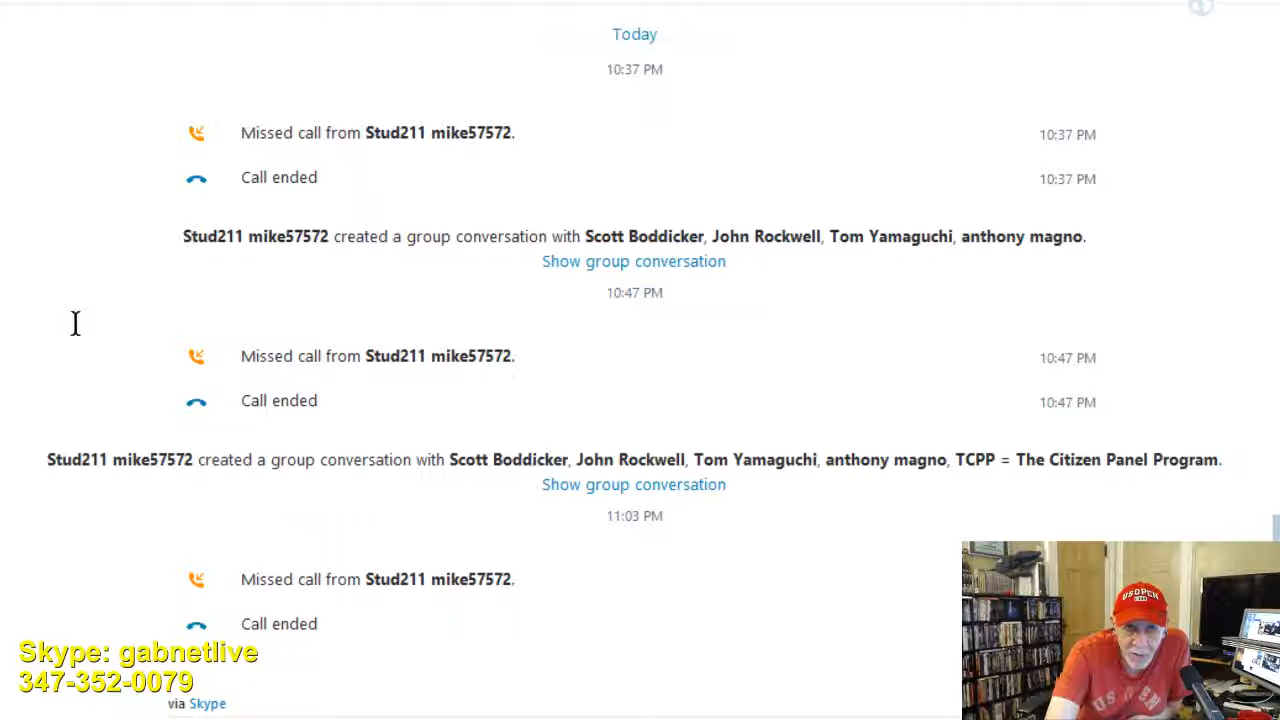 Today
10:37 PM
Missed call from Stud211 mike57572. 10:37 PM
Call ended 10:37 PM
Stud211 mike57572 created a group conversation with Scott Boddicker, John Rockwell, Tom Yamaguchi, anthony magno.
Show group conversation
10:47 PM
Missed call from Stud211 mike57572. 10:47 PM
Call ended 10:47 PM
Stud211 mike57572 created a group conversation with Scott Boddicker, John Rockwell, Tom Yamaguchi, anthony magno, TCPP = The Citizen Panel Program.
Show group conversation
11:03 PM
Missed call from Stud211 mike57572.
Call ended
Skype: gabnetlive
347-352-0079
via Skype
USOPEN
US OPEN